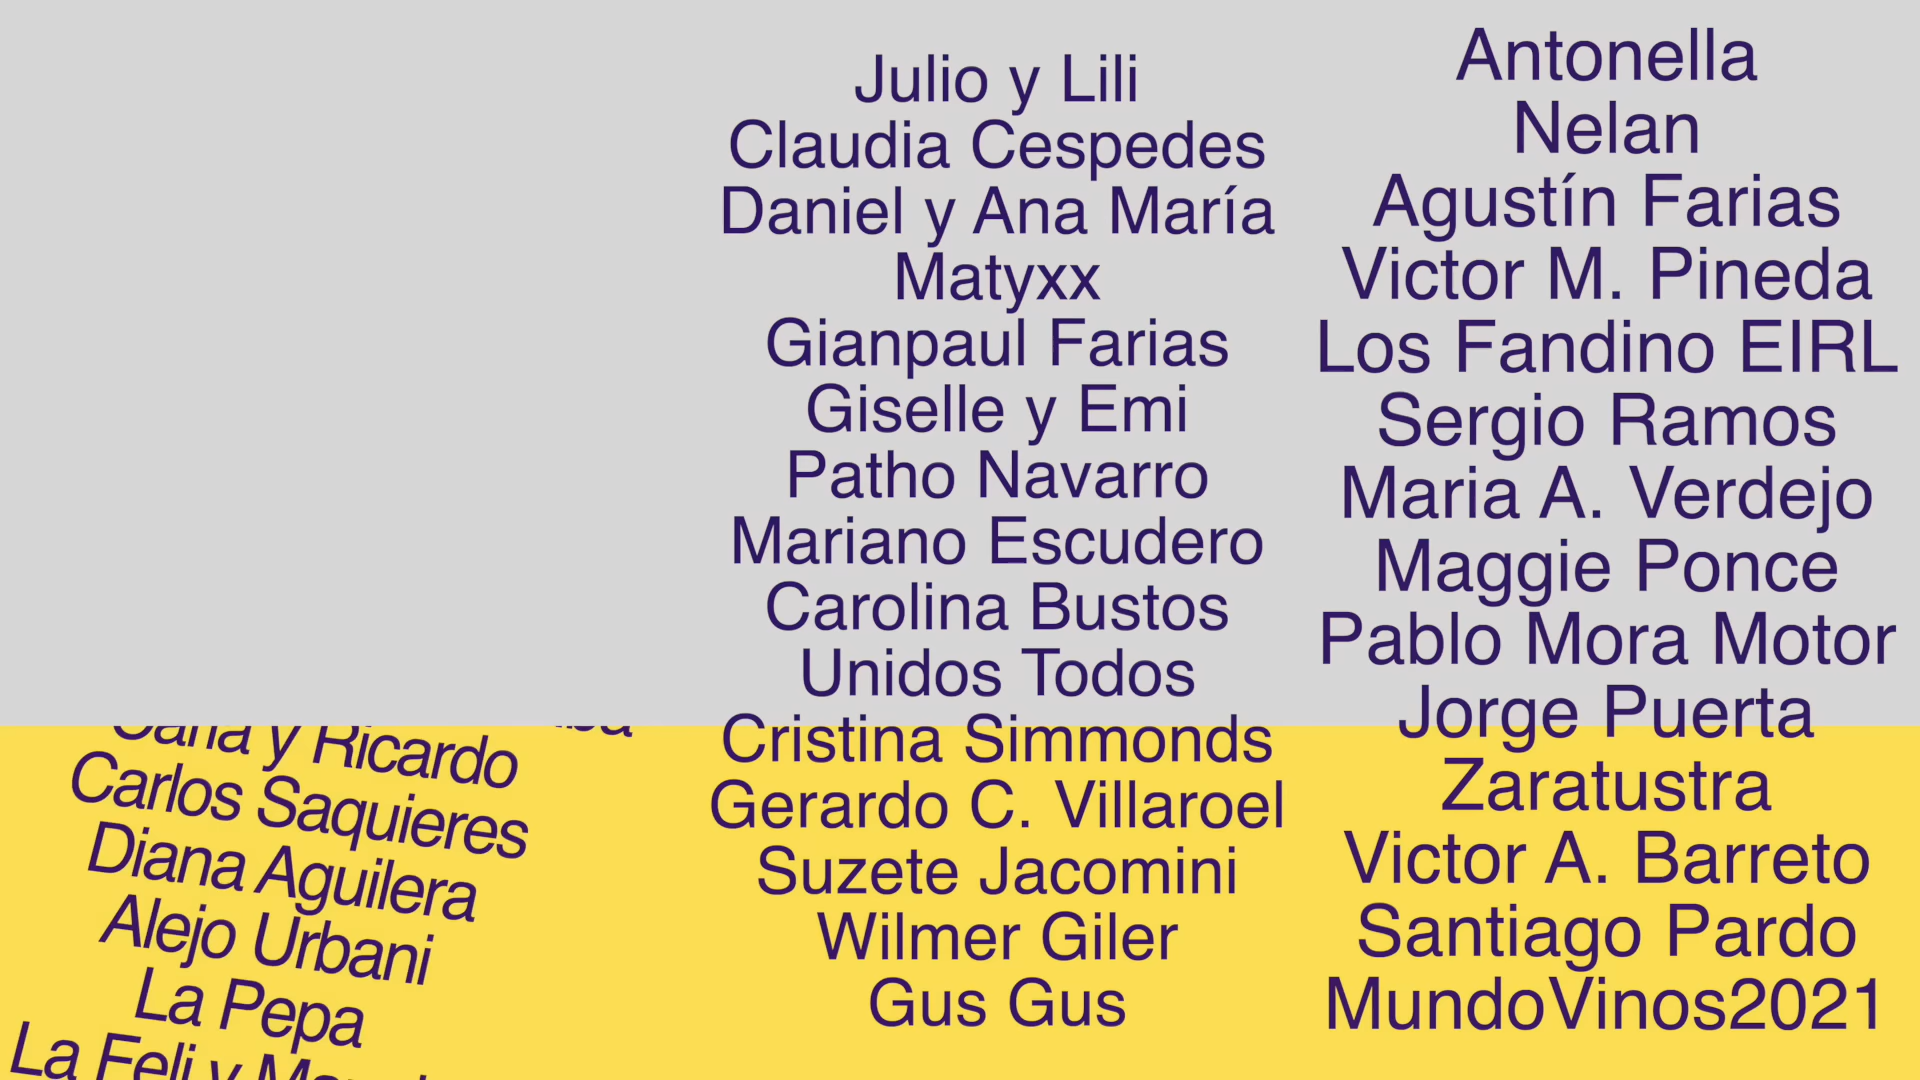 y Ricardo
Carlos Saquieres
Diana Aguilera
Alejo Urbani
La Pepa
La Feli y
Julio y Lili
Claudia Cespedes
Daniel y Ana María
Matyxx
Gianpaul Farias
Giselle y Emi
Patho Navarro
Mariano Escudero
Carolina Bustos
Unidos Todos
Cristina Simmonds
Gerardo C. Villaroel
Suzete Jacomini
Wilmer Giler
Gus Gus
Antonella
Nelan
Agustín Farias
Victor M. Pineda
Los Fandino EIRL
Sergio Ramos
Maria A. Verdejo
Maggie Ponce
Pablo Mora Motor
Jorge Puerta
Zaratustra
Victor A. Barreto
Santiago Pardo
MundoVinos2021